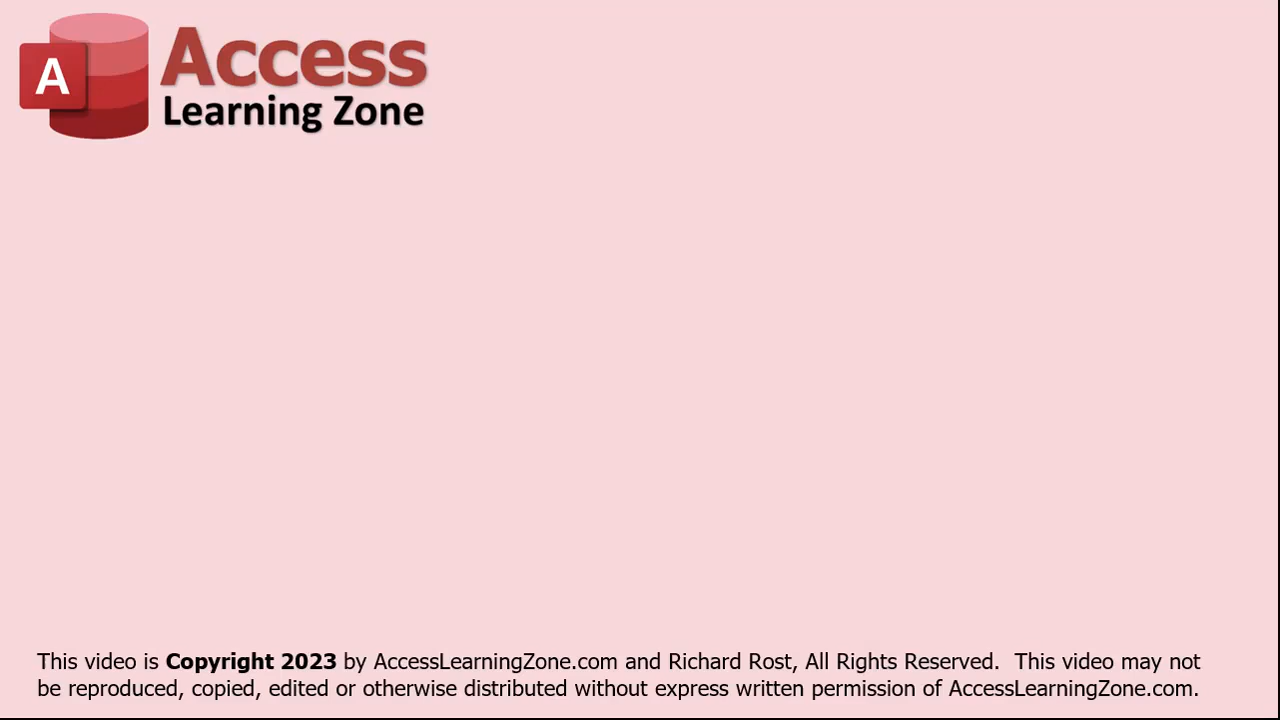 A
Access
Learning Zone
This video is Copyright 2023 by AccessLearningZone.com and Richard Rost, All Rights Reserved.  This video may not
be reproduced, copied, edited or otherwise distributed without express written permission of AccessLearningZone.com.